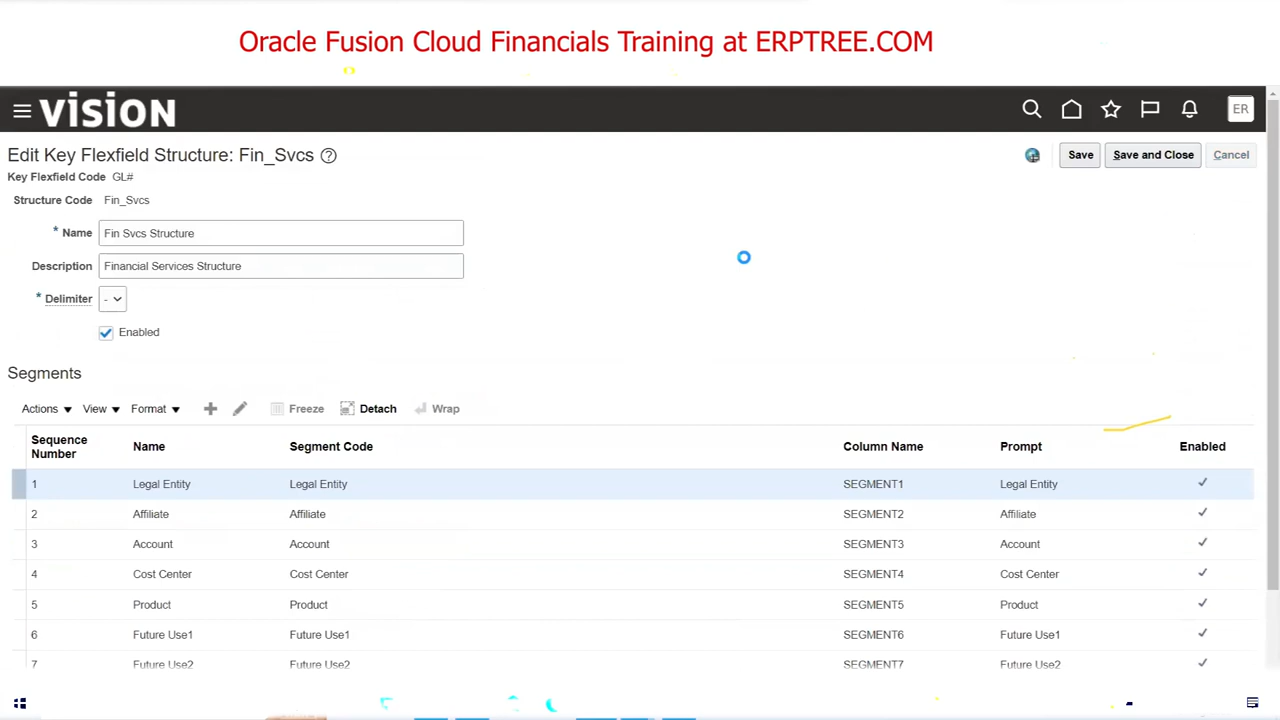 Oracle Fusion Cloud Financials Training at ERPTREE.COM
vision
ER
Edit Key Flexfield Structure: Fin_Svcs ?
Save
Save and Close
Cancel
Key Flexfield Code GL#
Structure Code Fin_Svcs
* Name Fin Svcs Structure
Description Financial Services Structure
* Delimiter -
Enabled
Segments
Actions View Format Freeze Detach Wrap
Sequence Number Name Segment Code Column Name Prompt Enabled
1 Legal Entity Legal Entity SEGMENT1 Legal Entity
2 Affiliate Affiliate SEGMENT2 Affiliate
3 Account Account SEGMENT3 Account
4 Cost Center Cost Center SEGMENT4 Cost Center
5 Product Product SEGMENT5 Product
6 Future Use1 Future Use1 SEGMENT6 Future Use1
7 Future Use2 Future Use2 SEGMENT7 Future Use2